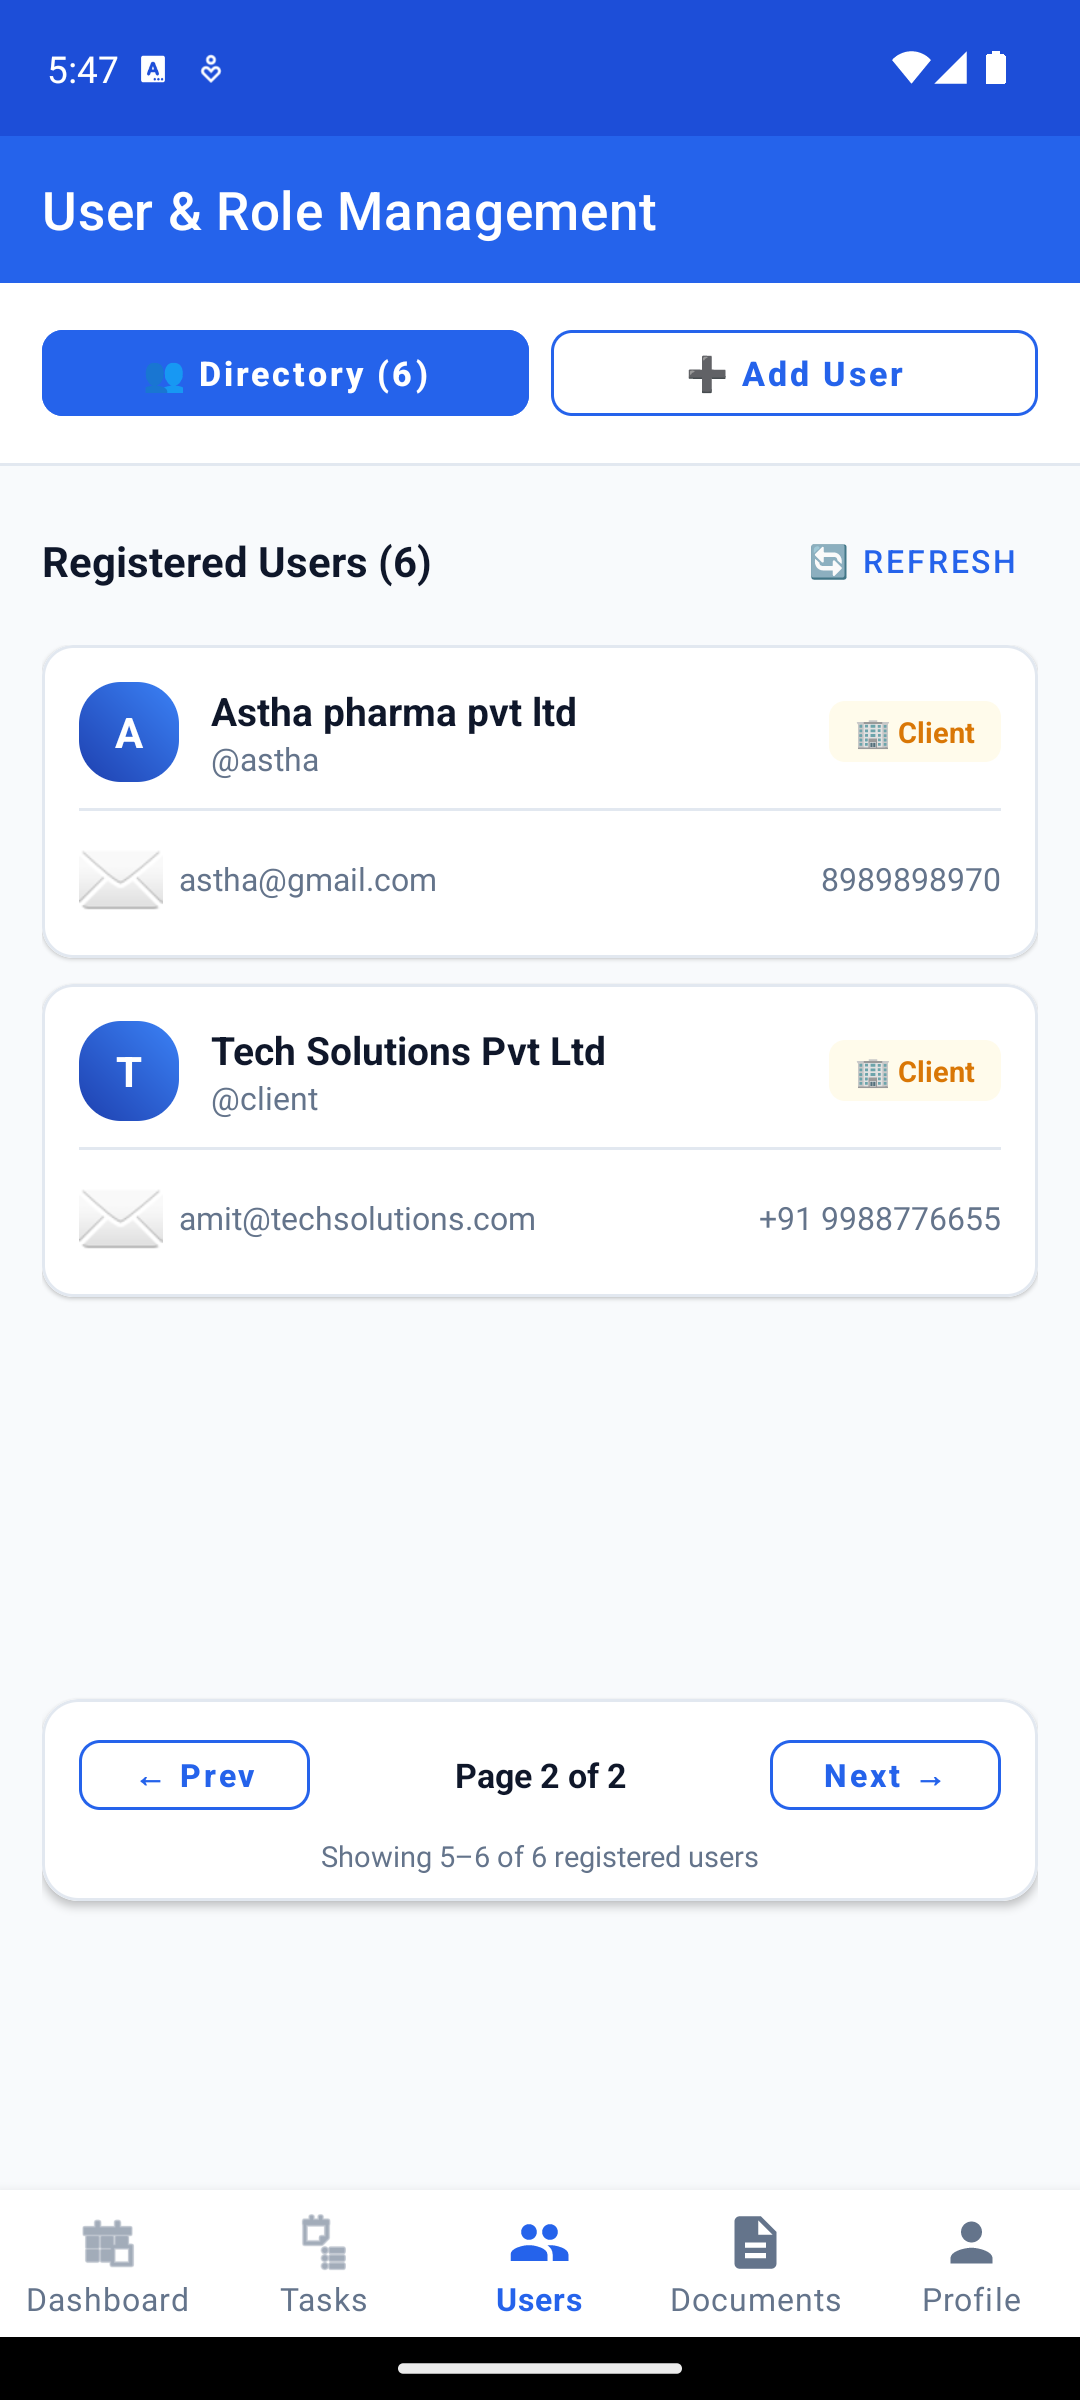 5:47
User & Role Management
👥 Directory (6)
➕ Add User
Registered Users (6)
🔄 REFRESH
A
Astha pharma pvt ltd
@astha
🏢 Client
astha@gmail.com
8989898970
T
Tech Solutions Pvt Ltd
@client
🏢 Client
amit@techsolutions.com
+91 9988776655
← Prev
Page 2 of 2
Next →
Showing 5–6 of 6 registered users
Dashboard
Tasks
Users
Documents
Profile